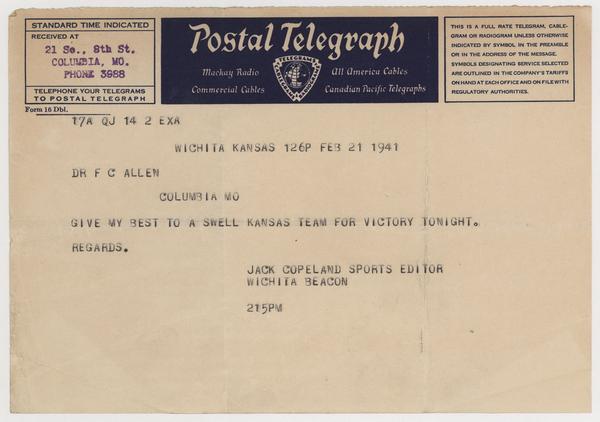 STANDARD TIME INDICATED
RECEIVED AT
21 So., 8th St.
COLUMBIA, MO.
PHONE 3988
TELEPHONE YOUR TELEGRAMS
TO POSTAL TELEGRAPH
Form 16 Dbl.
Postal Telegraph
Mackay Radio
All America Cables
Commercial Cables
Canadian Pacific Telegraphs
THIS IS A FULL RATE TELEGRAM, CABLE-
GRAM OR RADIOGRAM UNLESS OTHERWISE
INDICATED BY SYMBOL IN THE PREAMBLE
OR IN THE ADDRESS OF THE MESSAGE.
SYMBOLS DESIGNATING SERVICE SELECTED
ARE OUTLINED IN THE COMPANY'S TARIFFS
ON HAND AT EACH OFFICE AND ON FILE WITH
REGULATORY AUTHORITIES.
17A QJ 14 2 EXA
WICHITA KANSAS 126P FEB 21 1941
DR F C ALLEN
COLUMBIA MO
GIVE MY BEST TO A SWELL KANSAS TEAM FOR VICTORY TONIGHT.
REGARDS.
JACK COPELAND SPORTS EDITOR
WICHITA BEACON
215PM